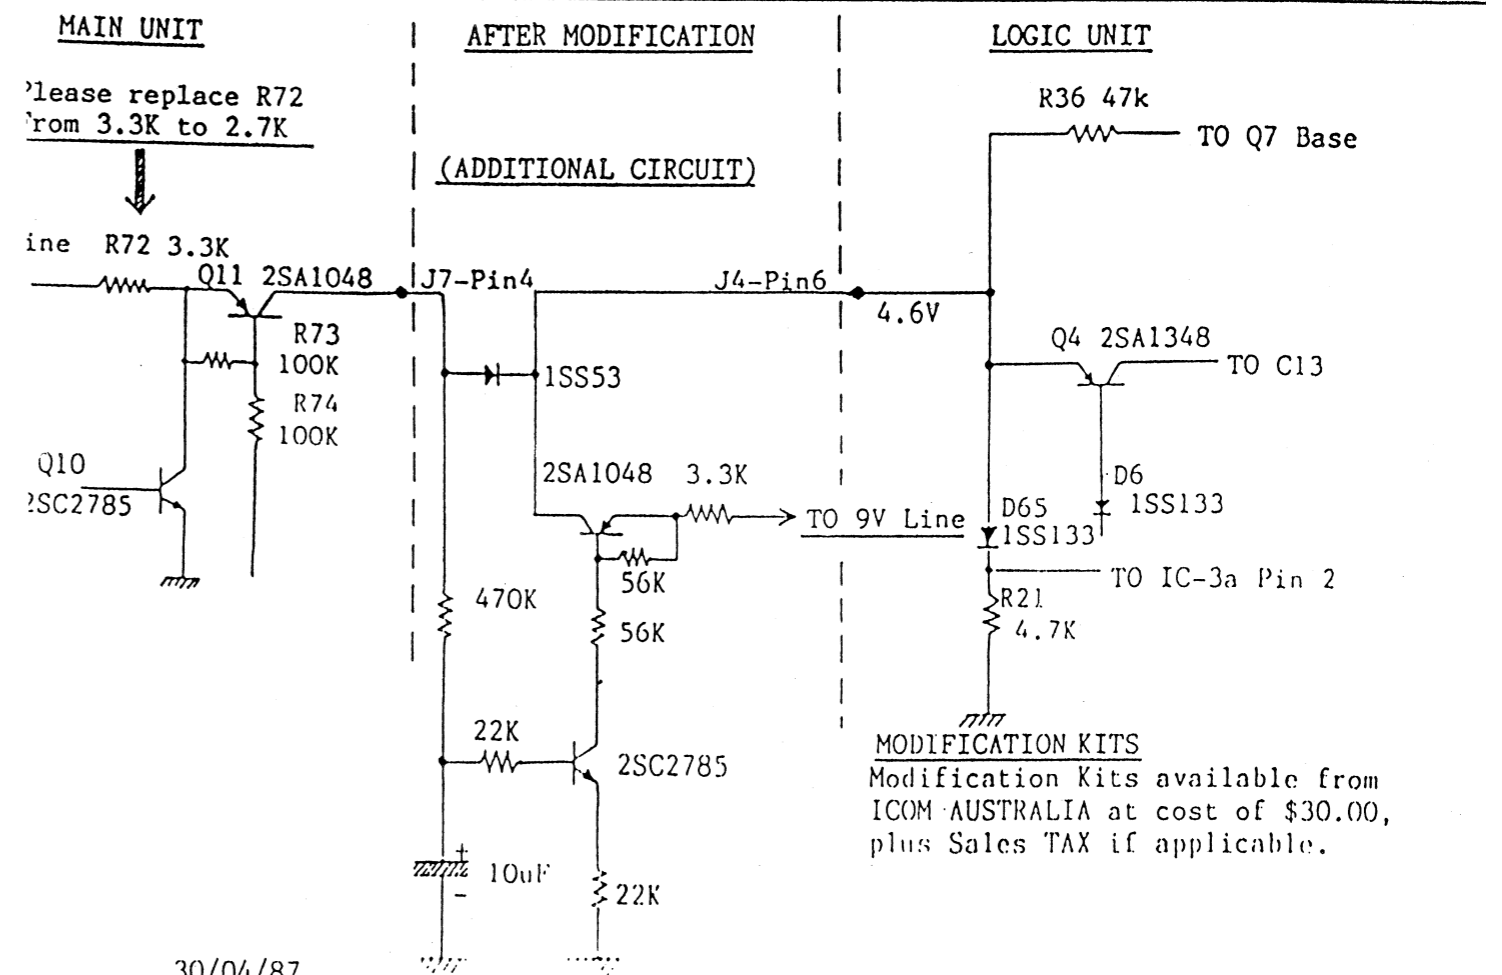 MAIN UNIT
AFTER MODIFICATION
LOGIC UNIT
Please replace R72
from 3.3K to 2.7K
R36 47k
TO Q7 Base
(ADDITIONAL CIRCUIT)
ine R72 3.3K
Q11 2SA1048
J7-Pin4
J4-Pin6
4.6V
R73
100K
Q4 2SA1348
TO C13
1SS53
R74
100K
Q10
2SC2785
2SA1048 3.3K
TO 9V Line
D6
1SS133
D65
1SS133
56K
TO IC-3a Pin 2
470K
56K
R21
4.7K
22K
2SC2785
MODIFICATION KITS
Modification Kits available from
ICOM AUSTRALIA at cost of $30.00,
plus Sales TAX if applicable.
+
10uF
-
22K
30/04/87